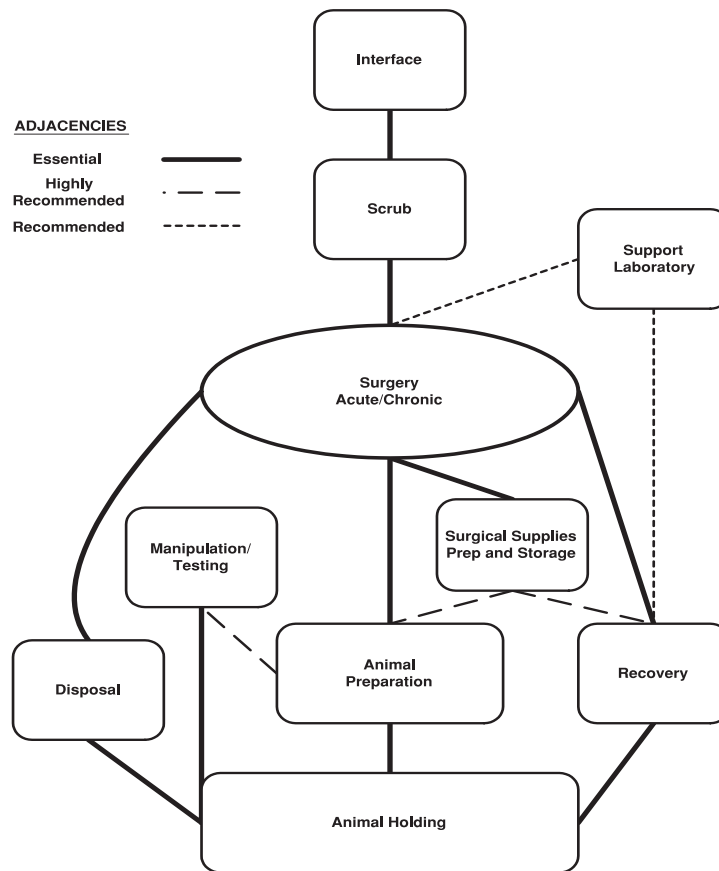 Interface
ADJACENCIES
Essential
Highly
Recommended
Recommended
Scrub
Support
Laboratory
Surgery
Acute/Chronic
Surgical Supplies
Prep and Storage
Manipulation/
Testing
Animal
Preparation
Recovery
Disposal
Animal Holding